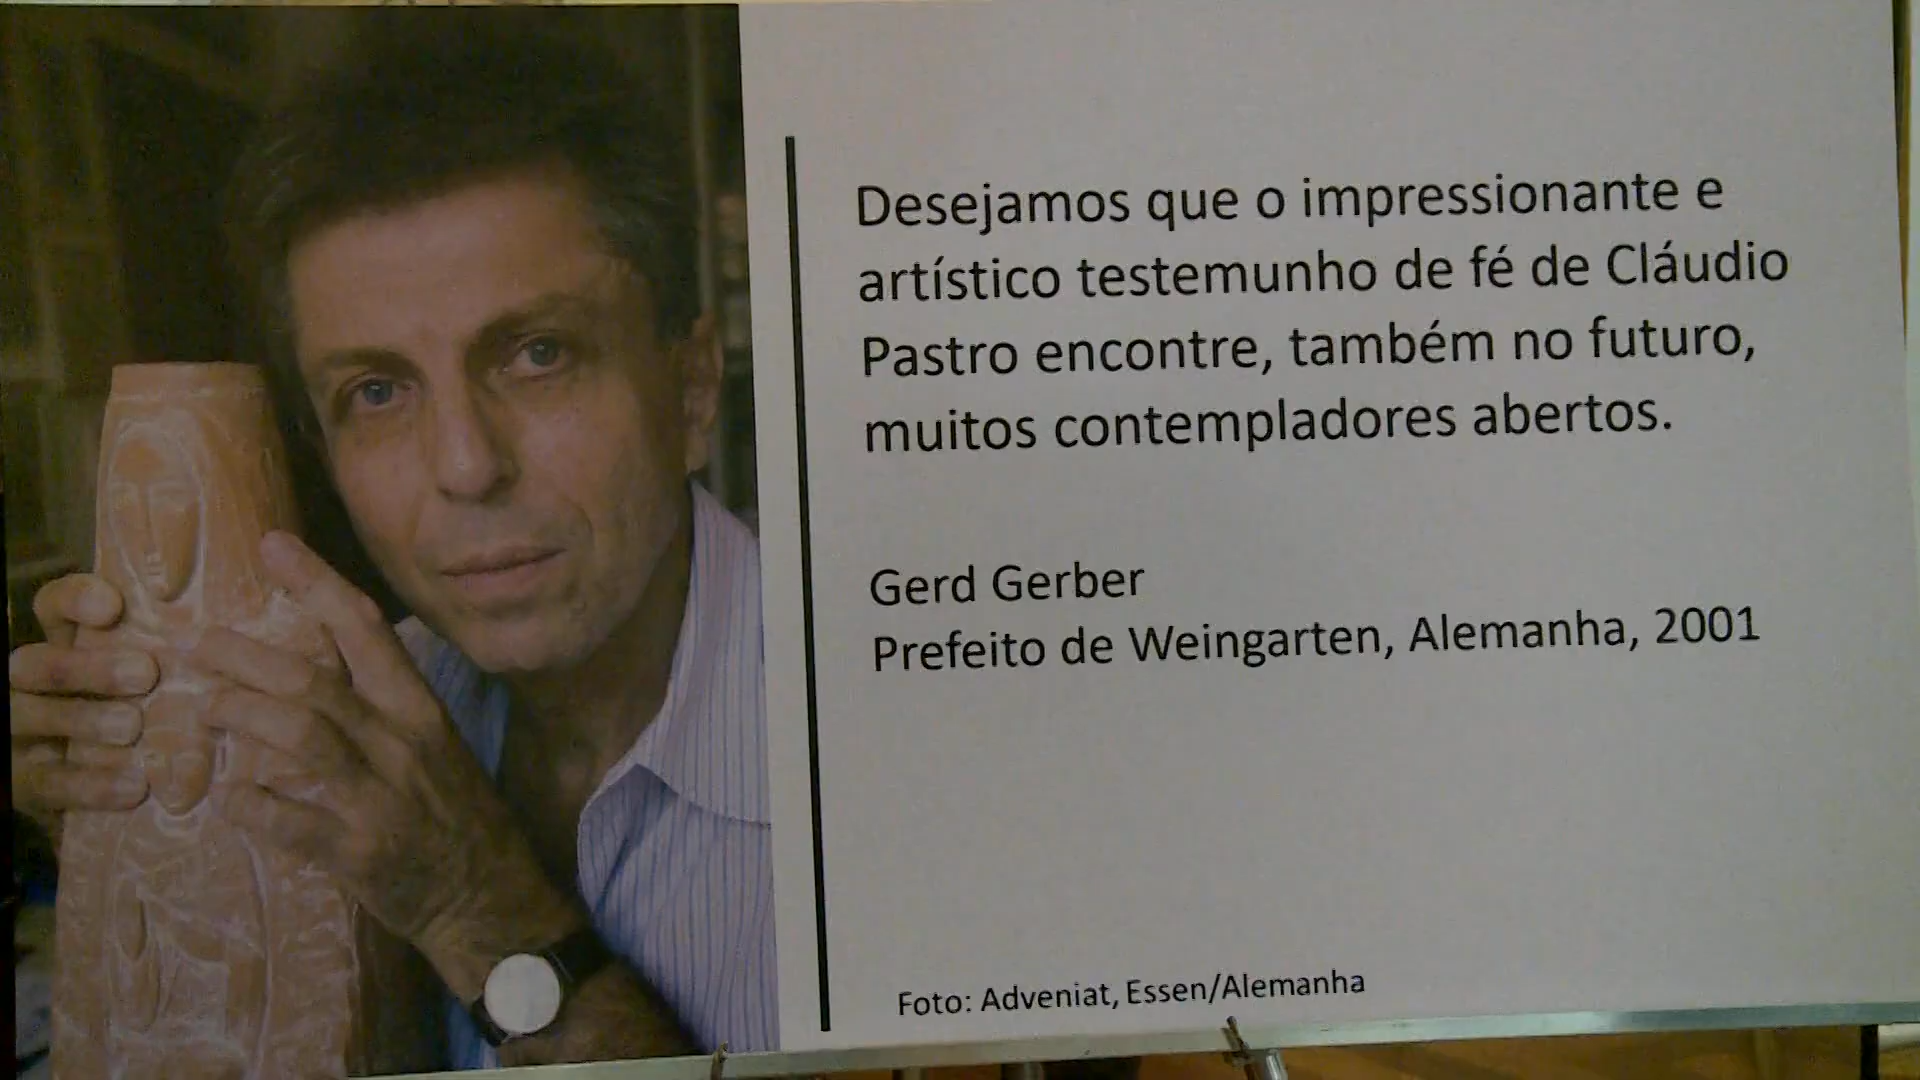 Desejamos que o impressionante e
artístico testemunho de fé de Cláudio
Pastro encontre, também no futuro,
muitos contempladores abertos.
Gerd Gerber
Prefeito de Weingarten, Alemanha, 2001
Foto: Adveniat, Essen/Alemanha